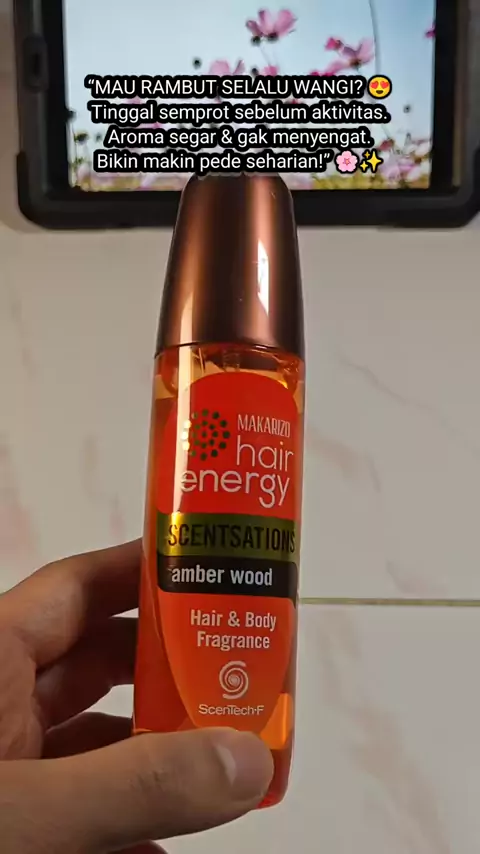 “MAU RAMBUT SELALU WANGI? 😍
Tinggal semprot sebelum aktivitas.
Aroma segar & gak menyengat.
Bikin makin pede seharian!” 🌸✨
MAKARIZO
hair
energy
SCENTSATIONS
amber wood
Hair & Body
Fragrance
ScenTech-F